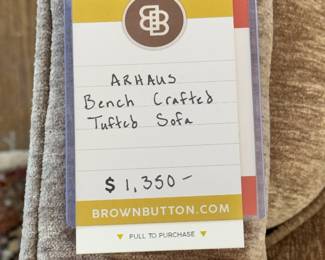 ARHAUS
Bench Crafted
Tufted Sofa
$1,350-
BROWNBUTTON.COM
PULL TO PURCHASE